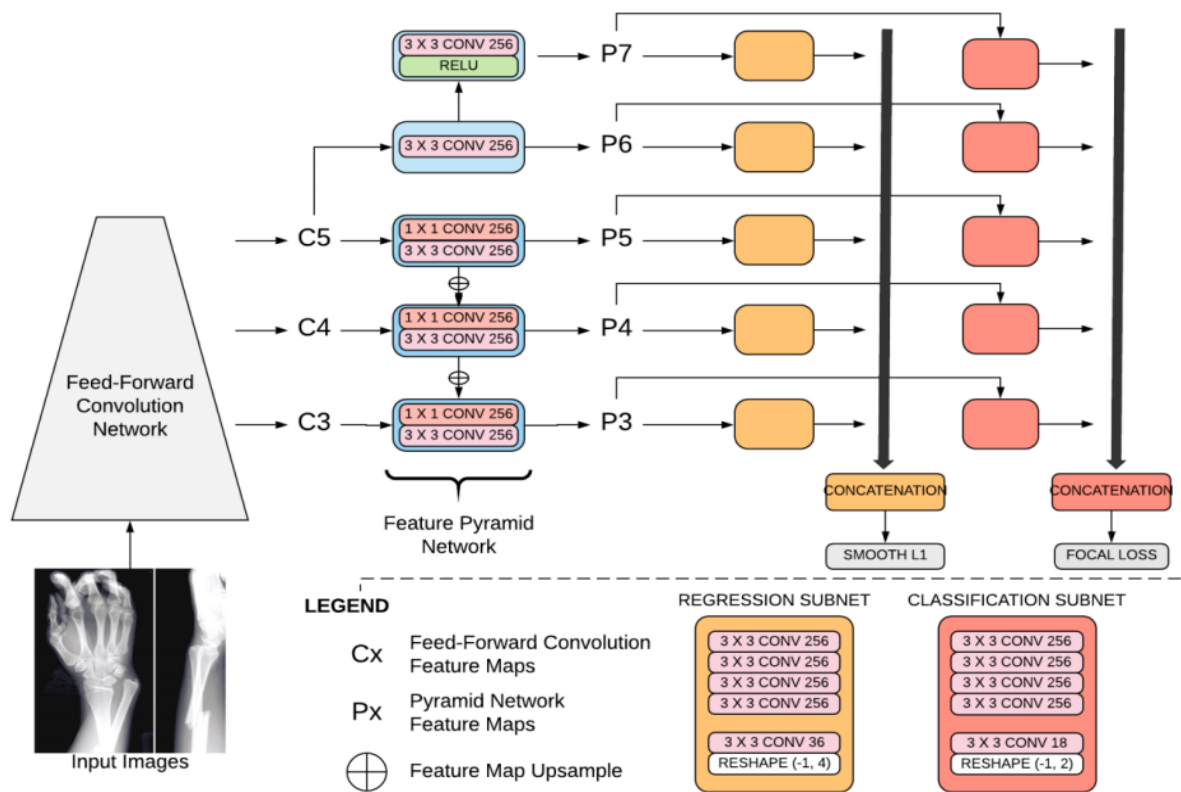 3 X 3 CONV 256
RELU
P7
3 X 3 CONV 256
P6
C5
1 X 1 CONV 256
3 X 3 CONV 256
P5
C4
1 X 1 CONV 256
3 X 3 CONV 256
P4
C3
1 X 1 CONV 256
3 X 3 CONV 256
P3
Feed-Forward
Convolution
Network
Feature Pyramid
Network
CONCATENATION
CONCATENATION
SMOOTH L1
FOCAL LOSS
Input Images
LEGEND
Cx
Feed-Forward Convolution
Feature Maps
Px
Pyramid Network
Feature Maps
Feature Map Upsample
REGRESSION SUBNET
3 X 3 CONV 256
3 X 3 CONV 256
3 X 3 CONV 256
3 X 3 CONV 256
3 X 3 CONV 36
RESHAPE (-1, 4)
CLASSIFICATION SUBNET
3 X 3 CONV 256
3 X 3 CONV 256
3 X 3 CONV 256
3 X 3 CONV 256
3 X 3 CONV 18
RESHAPE (-1, 2)